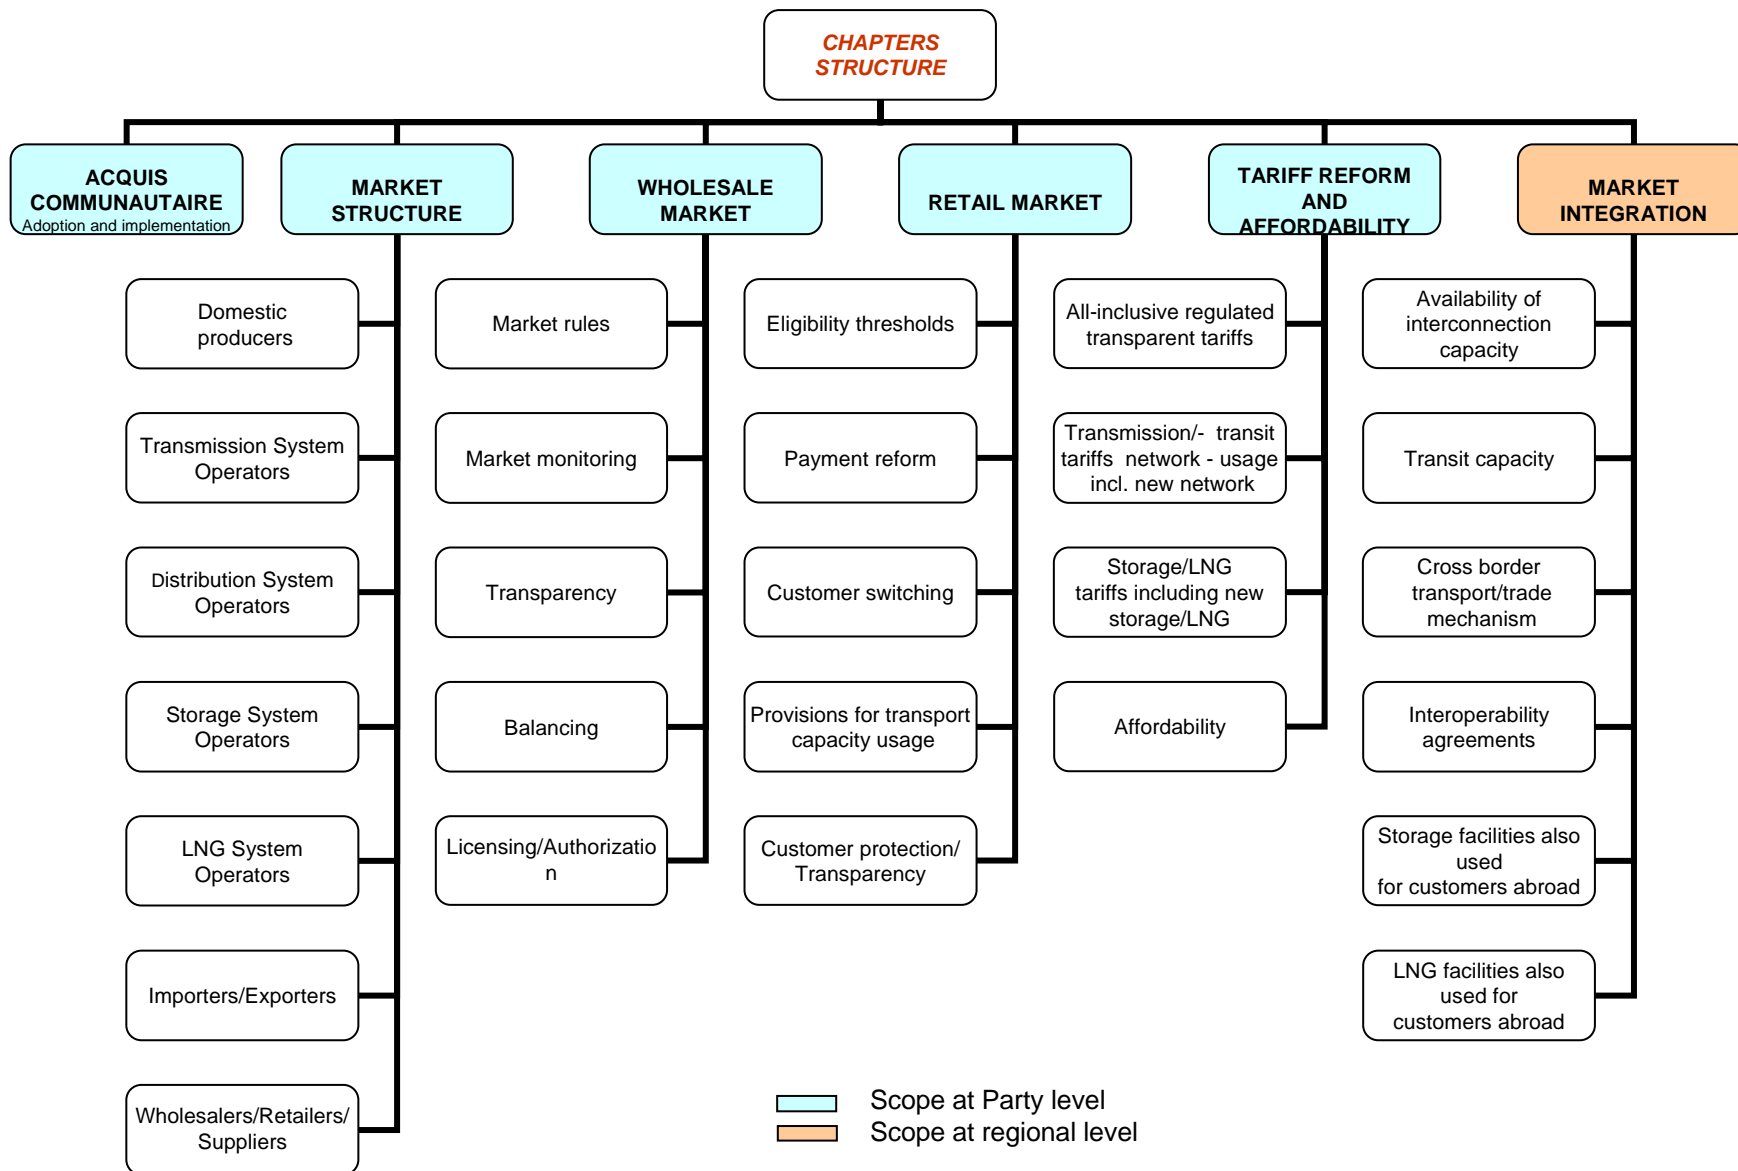 CHAPTERS
STRUCTURE
ACQUIS
COMMUNAUTAIRE
Adoption and implementation
MARKET
STRUCTURE
WHOLESALE
MARKET
RETAIL MARKET
TARIFF REFORM
AND
AFFORDABILITY
MARKET
INTEGRATION
Domestic
producers
Market rules
Eligibility thresholds
All-inclusive regulated
transparent tariffs
Availability of
interconnection
capacity
Transmission System
Operators
Market monitoring
Payment reform
Transmission/- transit
tariffs network - usage
incl. new network
Transit capacity
Distribution System
Operators
Transparency
Customer switching
Storage/LNG
tariffs including new
storage/LNG
Cross border
transport/trade
mechanism
Storage System
Operators
Balancing
Provisions for transport
capacity usage
Affordability
Interoperability
agreements
LNG System
Operators
Licensing/Authorizatio
n
Customer protection/
Transparency
Storage facilities also
used
for customers abroad
Importers/Exporters
LNG facilities also
used for
customers abroad
Wholesalers/Retailers/
Suppliers
Scope at Party level
Scope at regional level